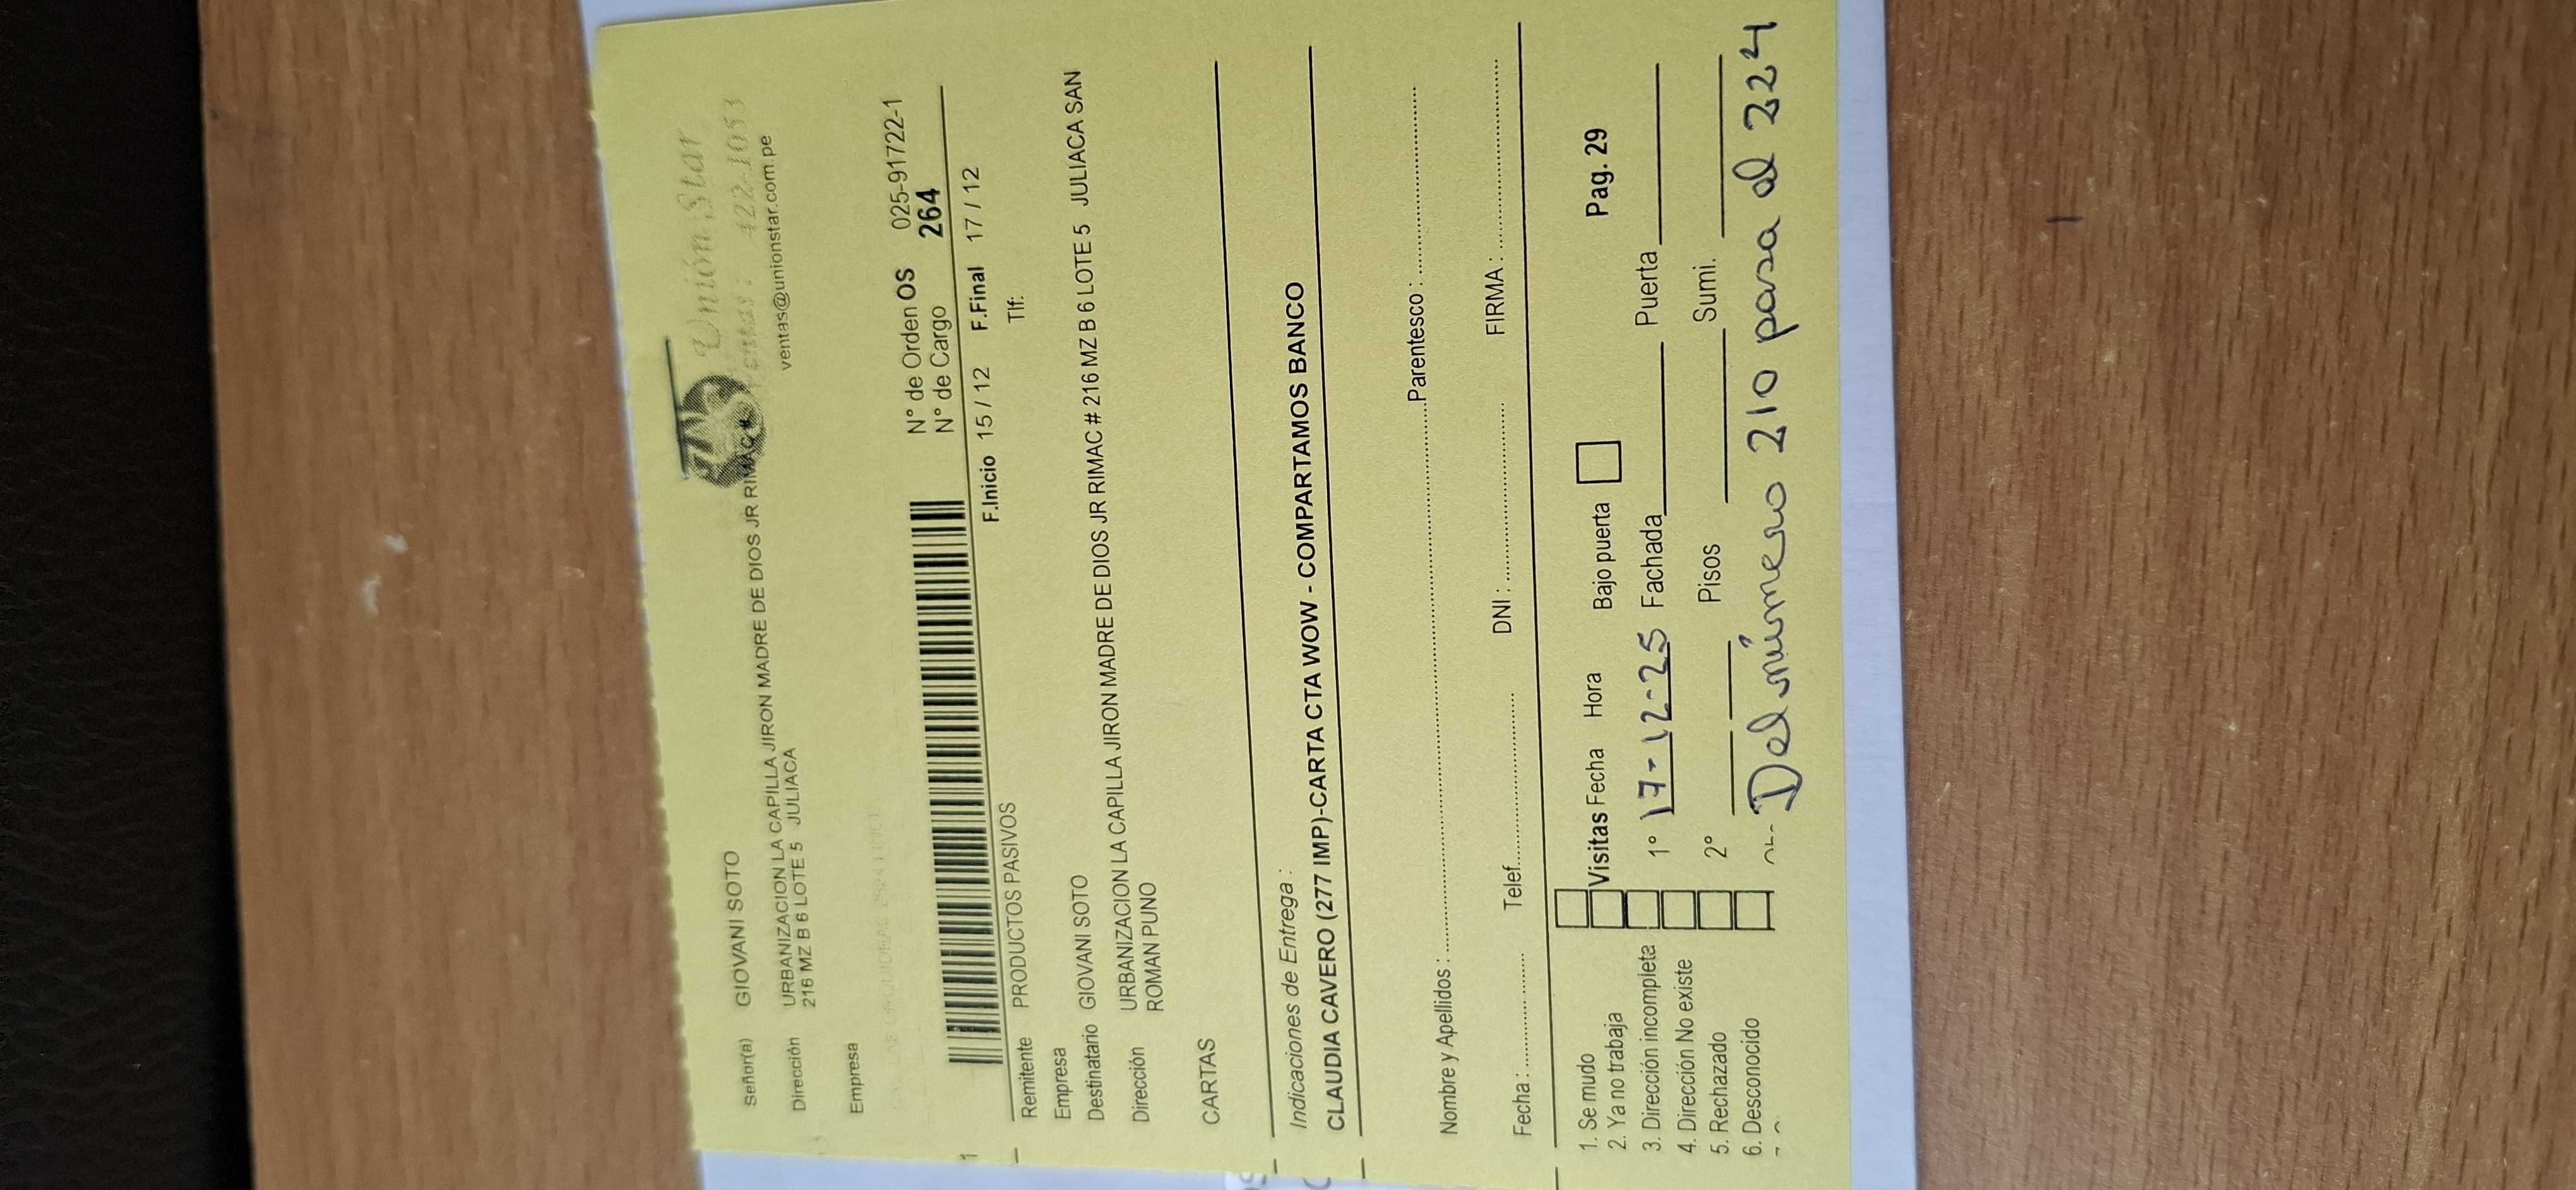 Unión Star
ventas@unionstar.com pe
Señor(a) GIOVANI SOTO
Dirección URBANIZACION LA CAPILLA JIRON MADRE DE DIOS JR RIMAC #
216 MZ B 6 LOTE 5 JULIACA
Empresa
N° de Orden OS 025-91722-1
N° de Cargo 264
F.Inicio 15 / 12 F.Final 17 / 12
Remitente PRODUCTOS PASIVOS Tlf:
Empresa
Destinatario GIOVANI SOTO
Dirección URBANIZACION LA CAPILLA JIRON MADRE DE DIOS JR RIMAC # 216 MZ B 6 LOTE 5 JULIACA SAN
ROMAN PUNO
CARTAS
Indicaciones de Entrega :
CLAUDIA CAVERO (277 IMP)-CARTA CTA WOW - COMPARTAMOS BANCO
Nombre y Apellidos : Parentesco :
Fecha : Telef. DNI : FIRMA :
1. Se mudo
2. Ya no trabaja
3. Dirección incompleta
4. Dirección No existe
5. Rechazado
6. Desconocido
Visitas Fecha Hora Bajo puerta Pag. 29
1° 17-12-25 Fachada Puerta
2° Pisos Sumi.
Del número 210 pasa al 224